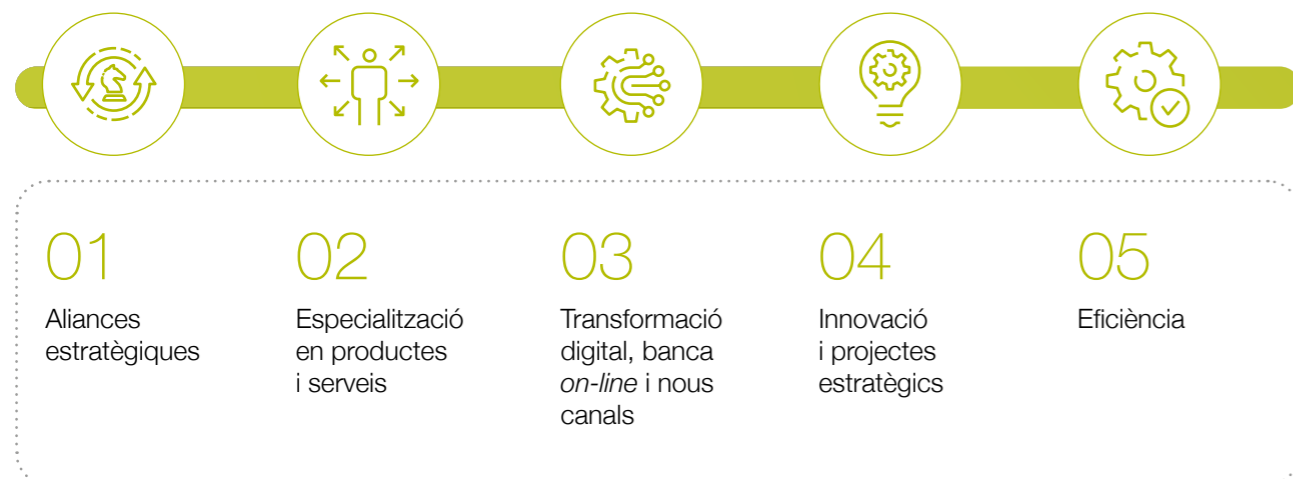 01
Aliances
estratègiques
02
Especialització
en productes
i serveis
03
Transformació
digital, banca
on-line i nous
canals
04
Innovació
i projectes
estratègics
05
Eficiència